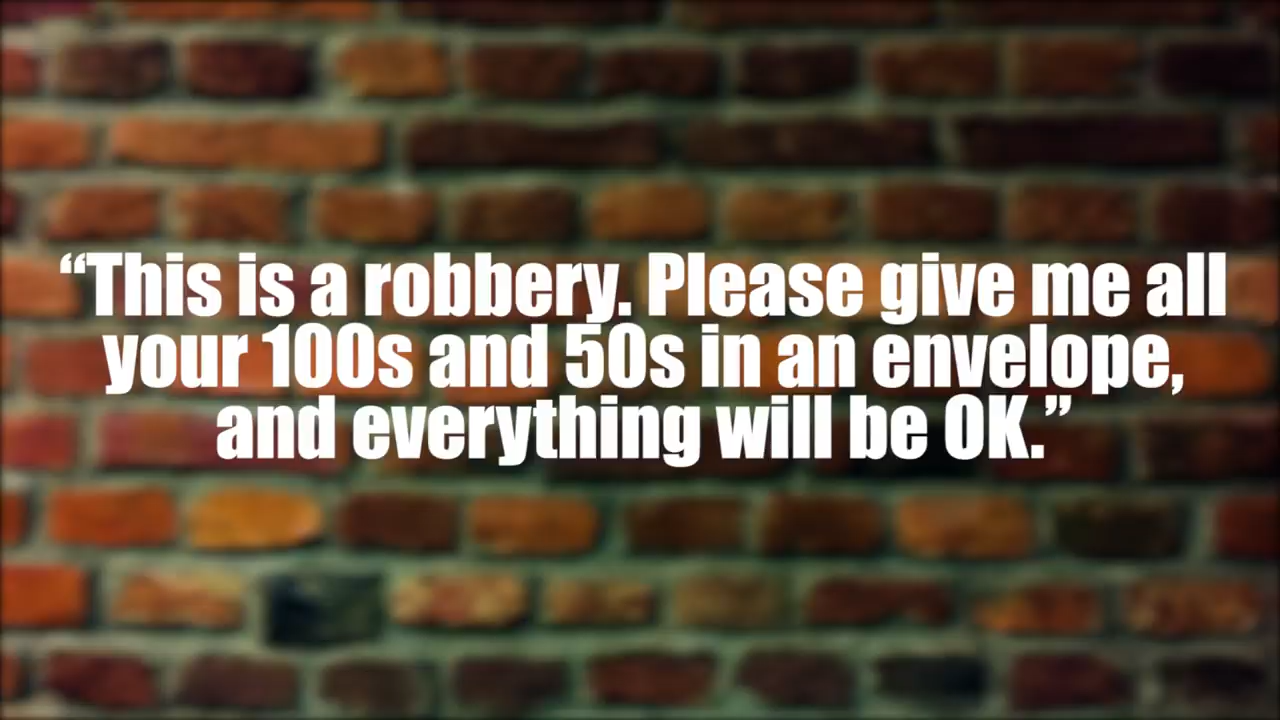 “This is a robbery. Please give me all
your 100s and 50s in an envelope,
and everything will be OK.”